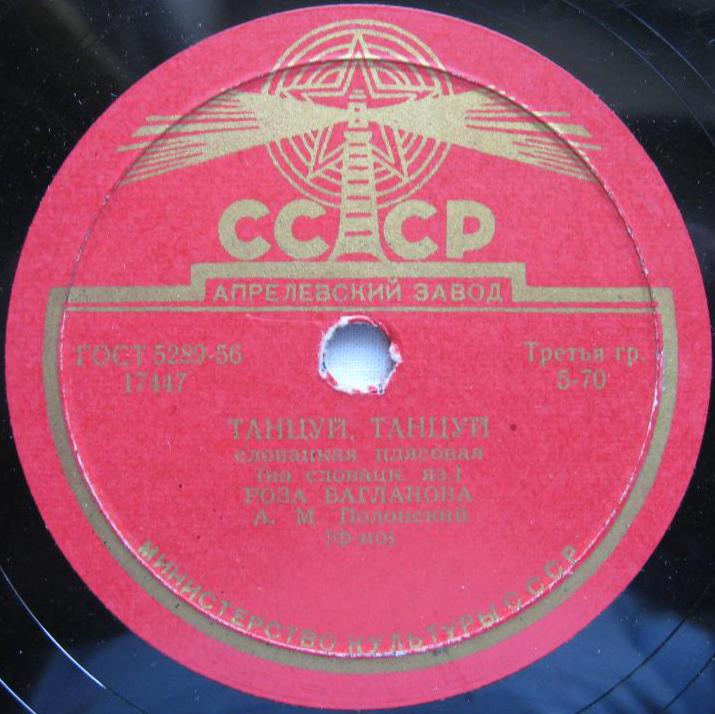 СССР
АПРЕЛЕВСКИЙ ЗАВОД
ГОСТ 5289-56
17447
Третья гр.
5-70
ТАНЦУЙ, ТАНЦУЙ
словацкая плясовая
(на словацк. яз.)
РОЗА БАГЛАНОВА
А. М. Полонский
(ф-но)
МИНИСТЕРСТВО КУЛЬТУРЫ СССР